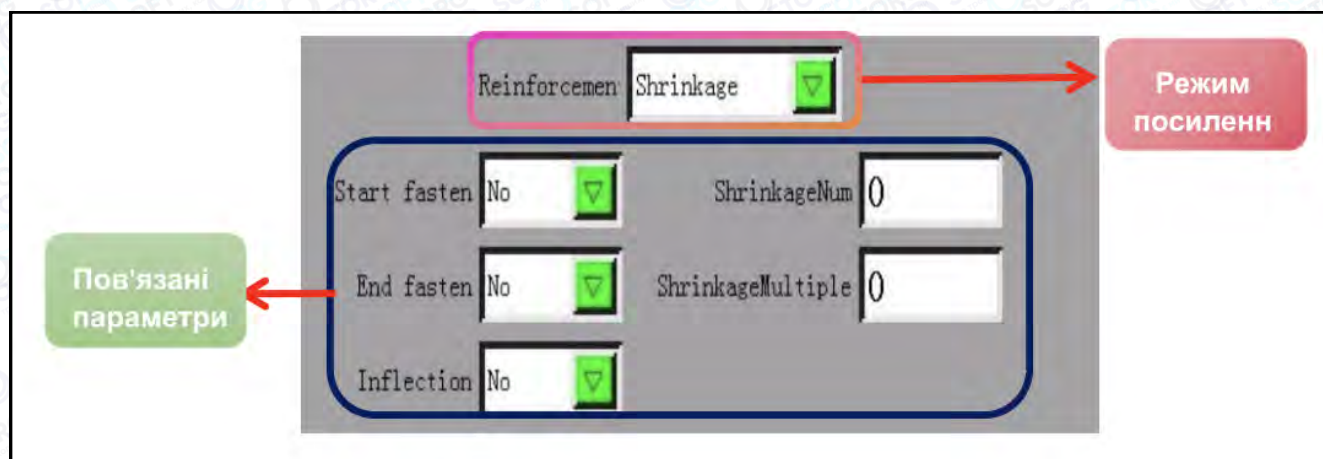 Reinforcemen Shrinkage
Режим
посиленн
Start fasten No ShrinkageNum 0
Пов'язані
параметри
End fasten No ShrinkageMultiple 0
Inflection No